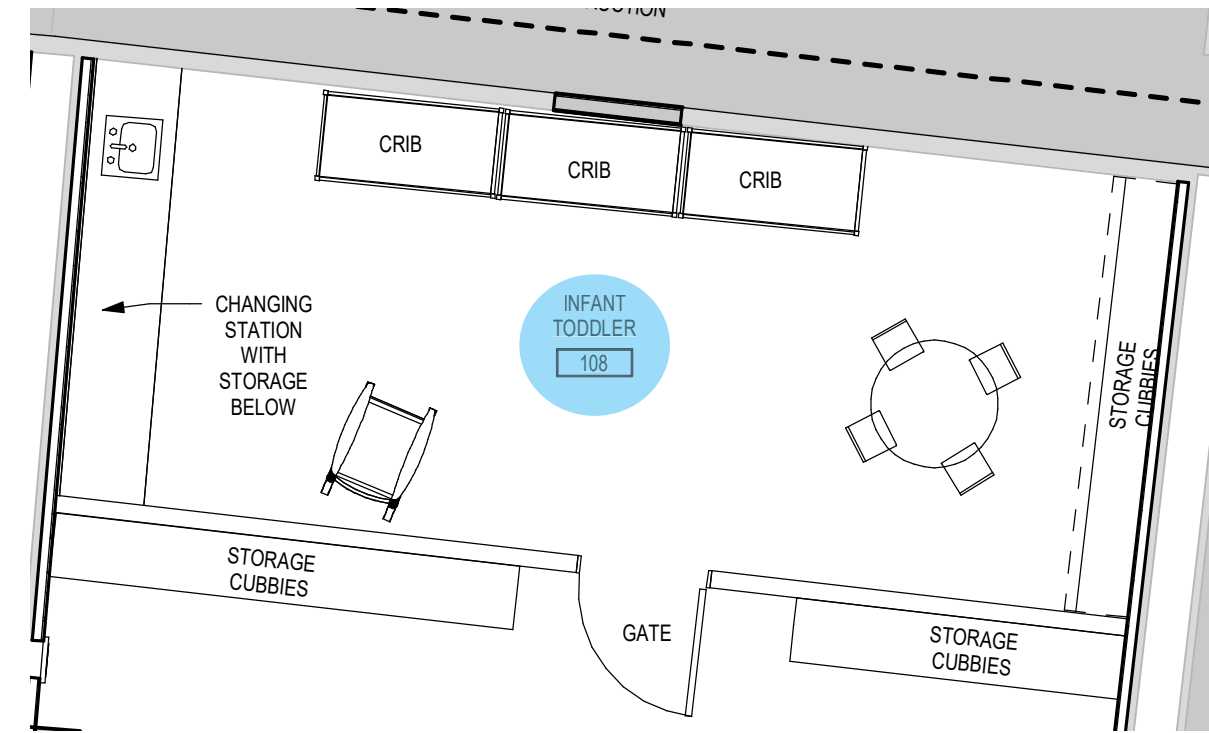 CRIB
CRIB
CRIB
INFANT
TODDLER
108
CHANGING
STATION
WITH
STORAGE
BELOW
STORAGE
CUBBIES
STORAGE
CUBBIES
GATE
STORAGE
CUBBIES